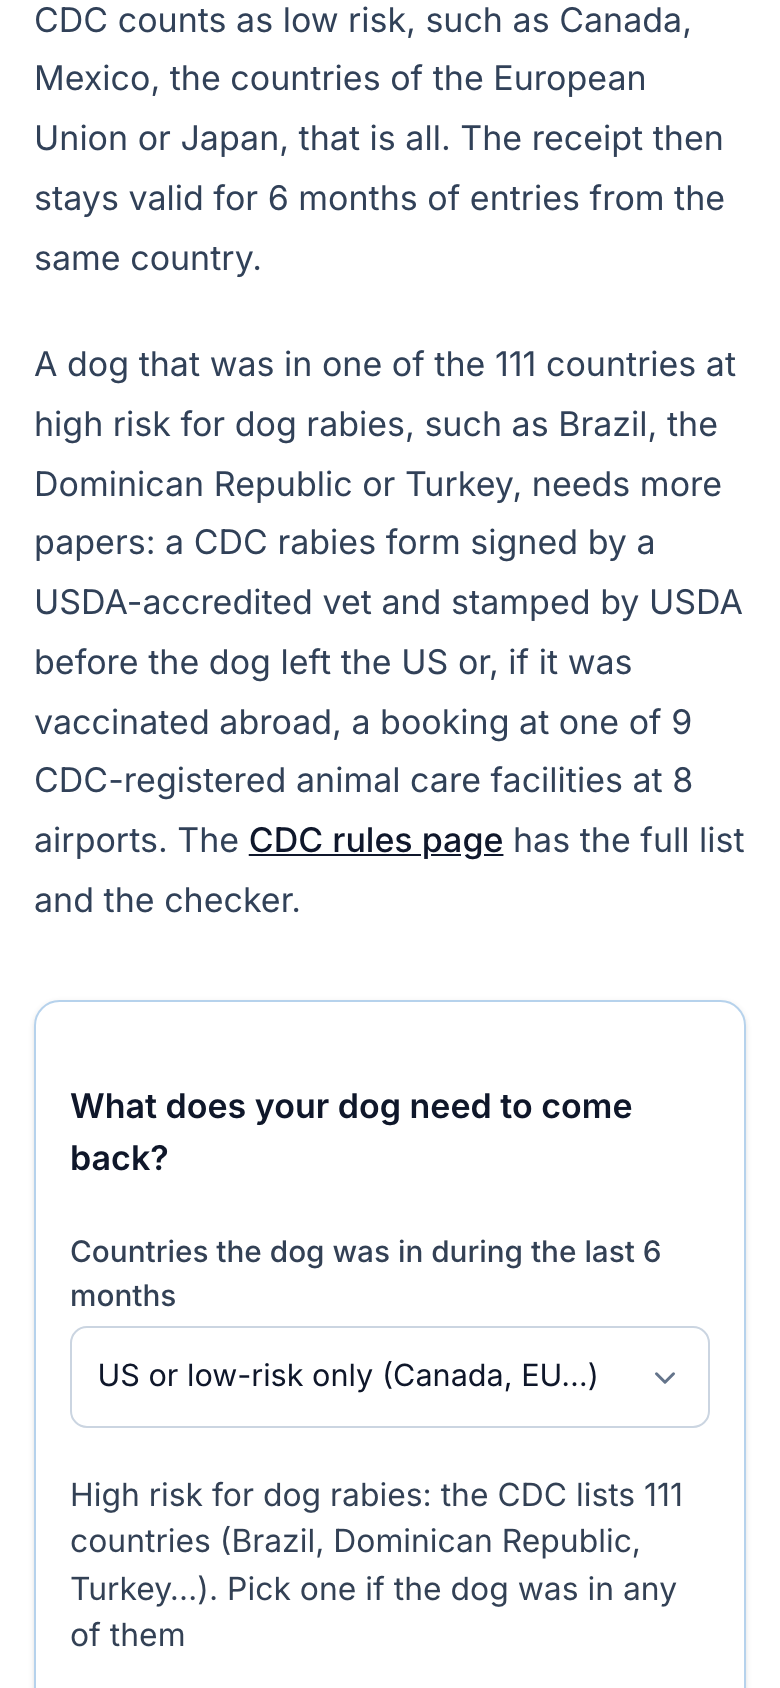 CDC counts as low risk, such as Canada,
Mexico, the countries of the European
Union or Japan, that is all. The receipt then
stays valid for 6 months of entries from the
same country.
A dog that was in one of the 111 countries at
high risk for dog rabies, such as Brazil, the
Dominican Republic or Turkey, needs more
papers: a CDC rabies form signed by a
USDA-accredited vet and stamped by USDA
before the dog left the US or, if it was
vaccinated abroad, a booking at one of 9
CDC-registered animal care facilities at 8
airports. The CDC rules page has the full list
and the checker.
What does your dog need to come
back?
Countries the dog was in during the last 6
months
US or low-risk only (Canada, EU...)
High risk for dog rabies: the CDC lists 111
countries (Brazil, Dominican Republic,
Turkey...). Pick one if the dog was in any
of them